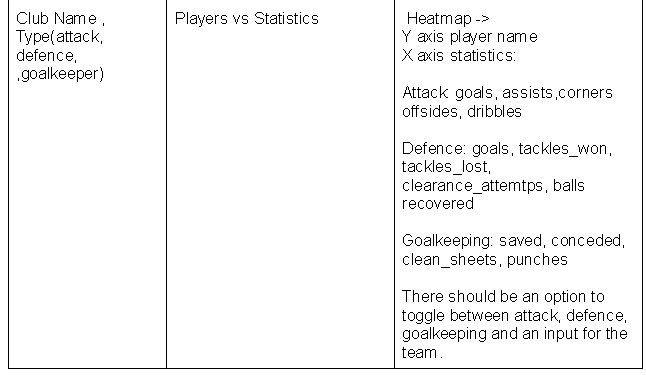 Club Name ,
Type(attack,
defence,
,goalkeeper)
Players vs Statistics
Heatmap ->
Y axis player name
X axis statistics:
Attack: goals, assists,corners
offsides, dribbles
Defence: goals, tackles_won,
tackles_lost,
clearance_attemtps, balls
recovered
Goalkeeping: saved, conceded,
clean_sheets, punches
There should be an option to
toggle between attack, defence,
goalkeeping and an input for the
team.